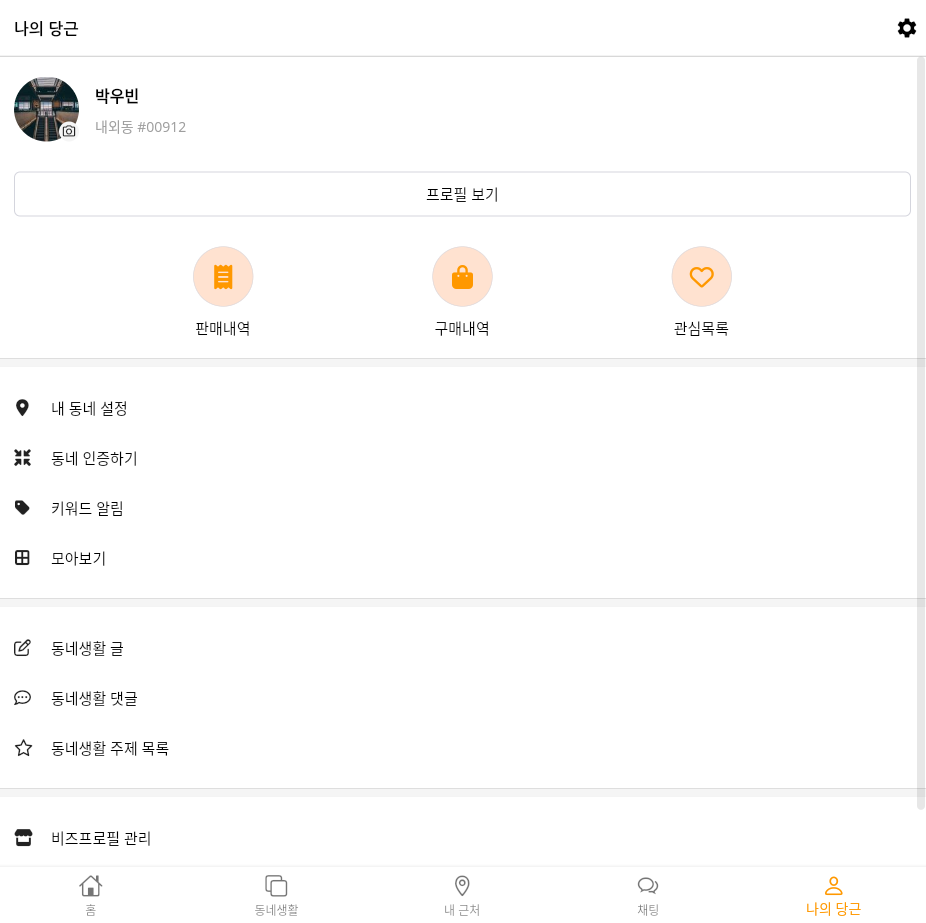 나의 당근
박우빈
내외동 #00912
프로필 보기
판매내역
구매내역
관심목록
내 동네 설정
동네 인증하기
키워드 알림
모아보기
동네생활 글
동네생활 댓글
동네생활 주제 목록
비즈프로필 관리
홈
동네생활
내 근처
채팅
나의 당근